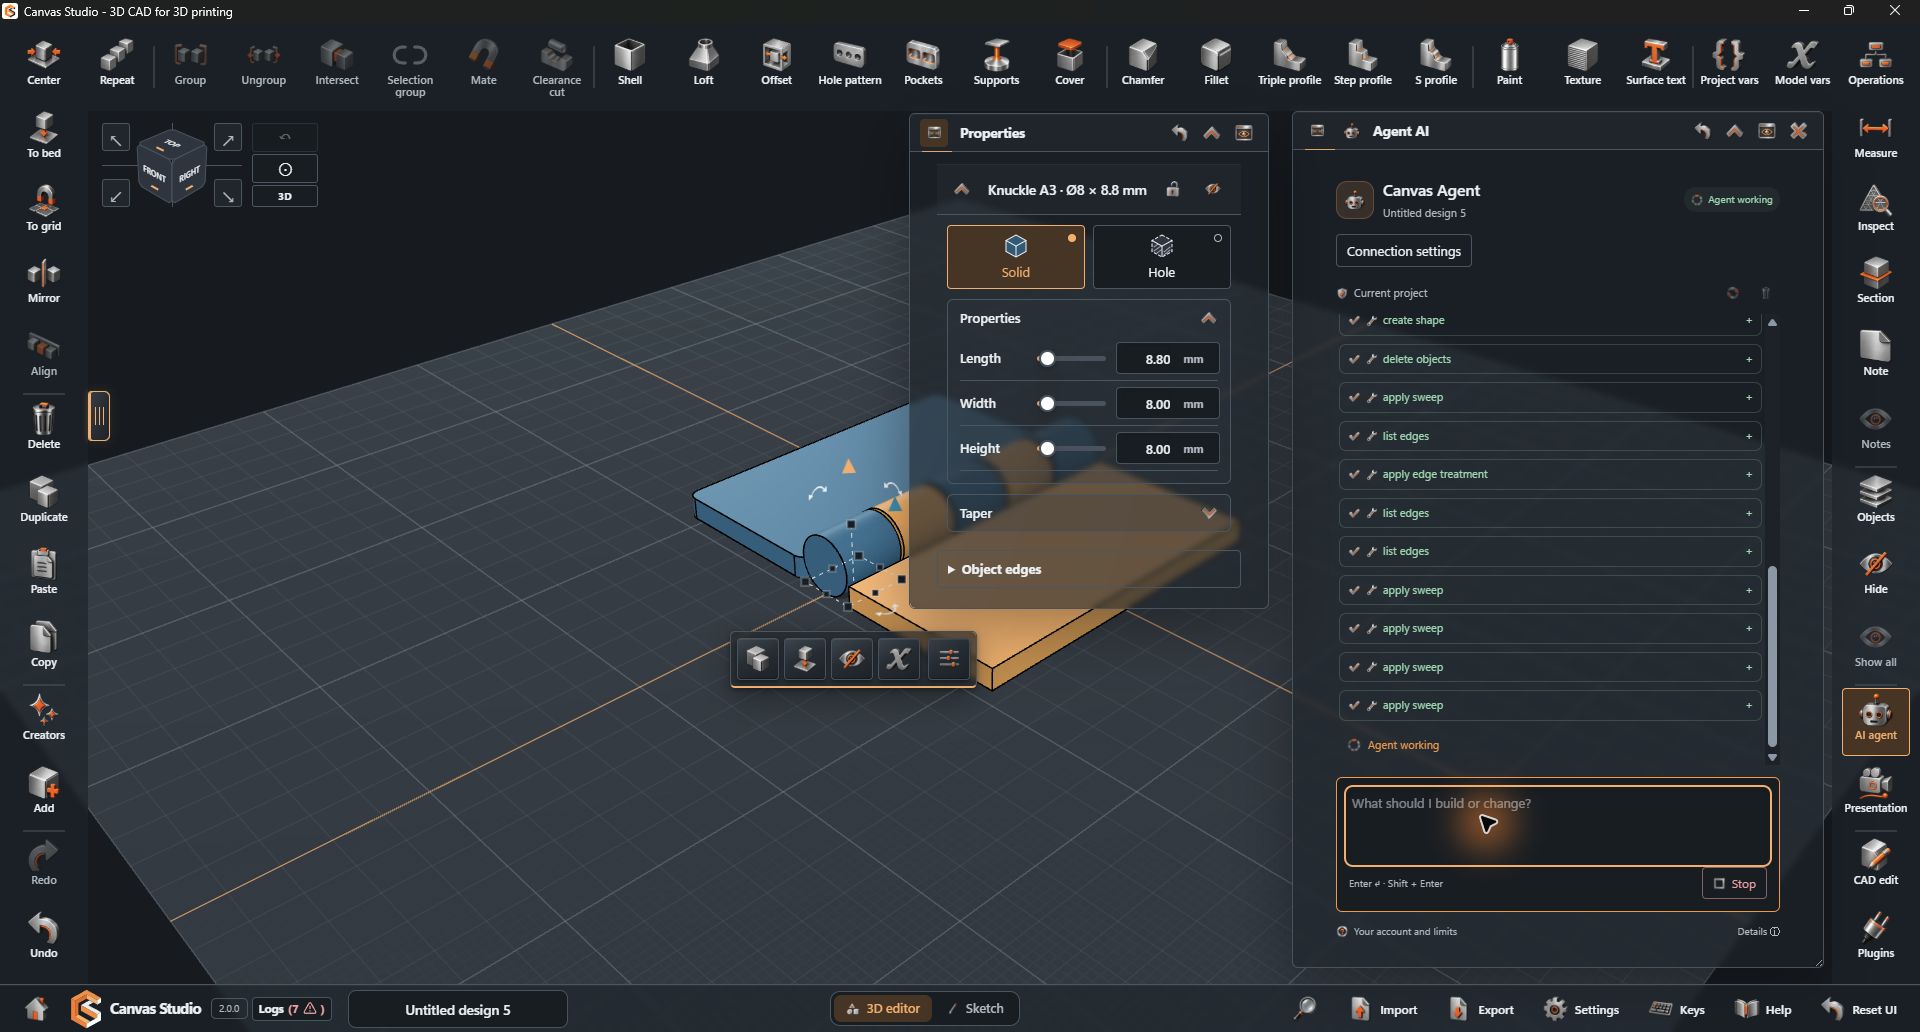 Canvas Studio - 3D CAD for 3D printing
Center
Repeat
Group
Ungroup
Intersect
Selection
group
Mate
Clearance
cut
Shell
Loft
Offset
Hole pattern
Pockets
Supports
Cover
Chamfer
Fillet
Triple profile
Step profile
S profile
Paint
Texture
Surface text
Project vars
Model vars
Operations
To bed
To grid
Mirror
Align
Delete
Duplicate
Paste
Copy
Creators
Add
Redo
Undo
TOP
FRONT
RIGHT
3D
Properties
Knuckle A3 · Ø8 × 8.8 mm
Solid
Hole
Properties
Length
8.80 mm
Width
8.00 mm
Height
8.00 mm
Taper
Object edges
Agent AI
Canvas Agent
Untitled design 5
Agent working
Connection settings
Current project
create shape
delete objects
apply sweep
list edges
apply edge treatment
list edges
list edges
apply sweep
apply sweep
apply sweep
apply sweep
Agent working
What should I build or change?
Enter ↵ · Shift + Enter
Stop
Your account and limits
Details
Measure
Inspect
Section
Note
Notes
Objects
Hide
Show all
AI agent
Presentation
CAD edit
Plugins
Canvas Studio
2.0.0
Logs (7 ⚠ )
Untitled design 5
3D editor
Sketch
Import
Export
Settings
Keys
Help
Reset UI